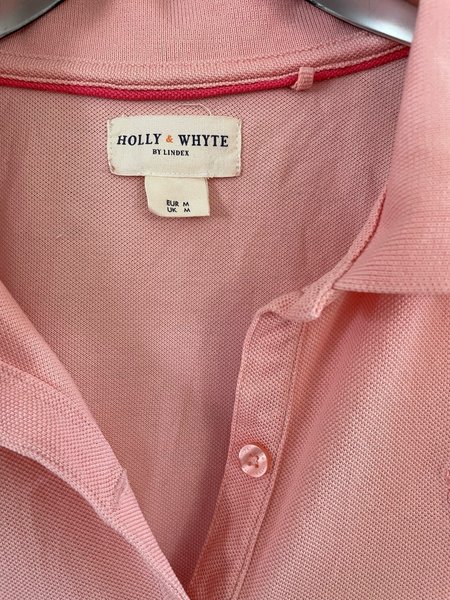 HOLLY & WHYTE
BY LINDEX
EUR M
UK M